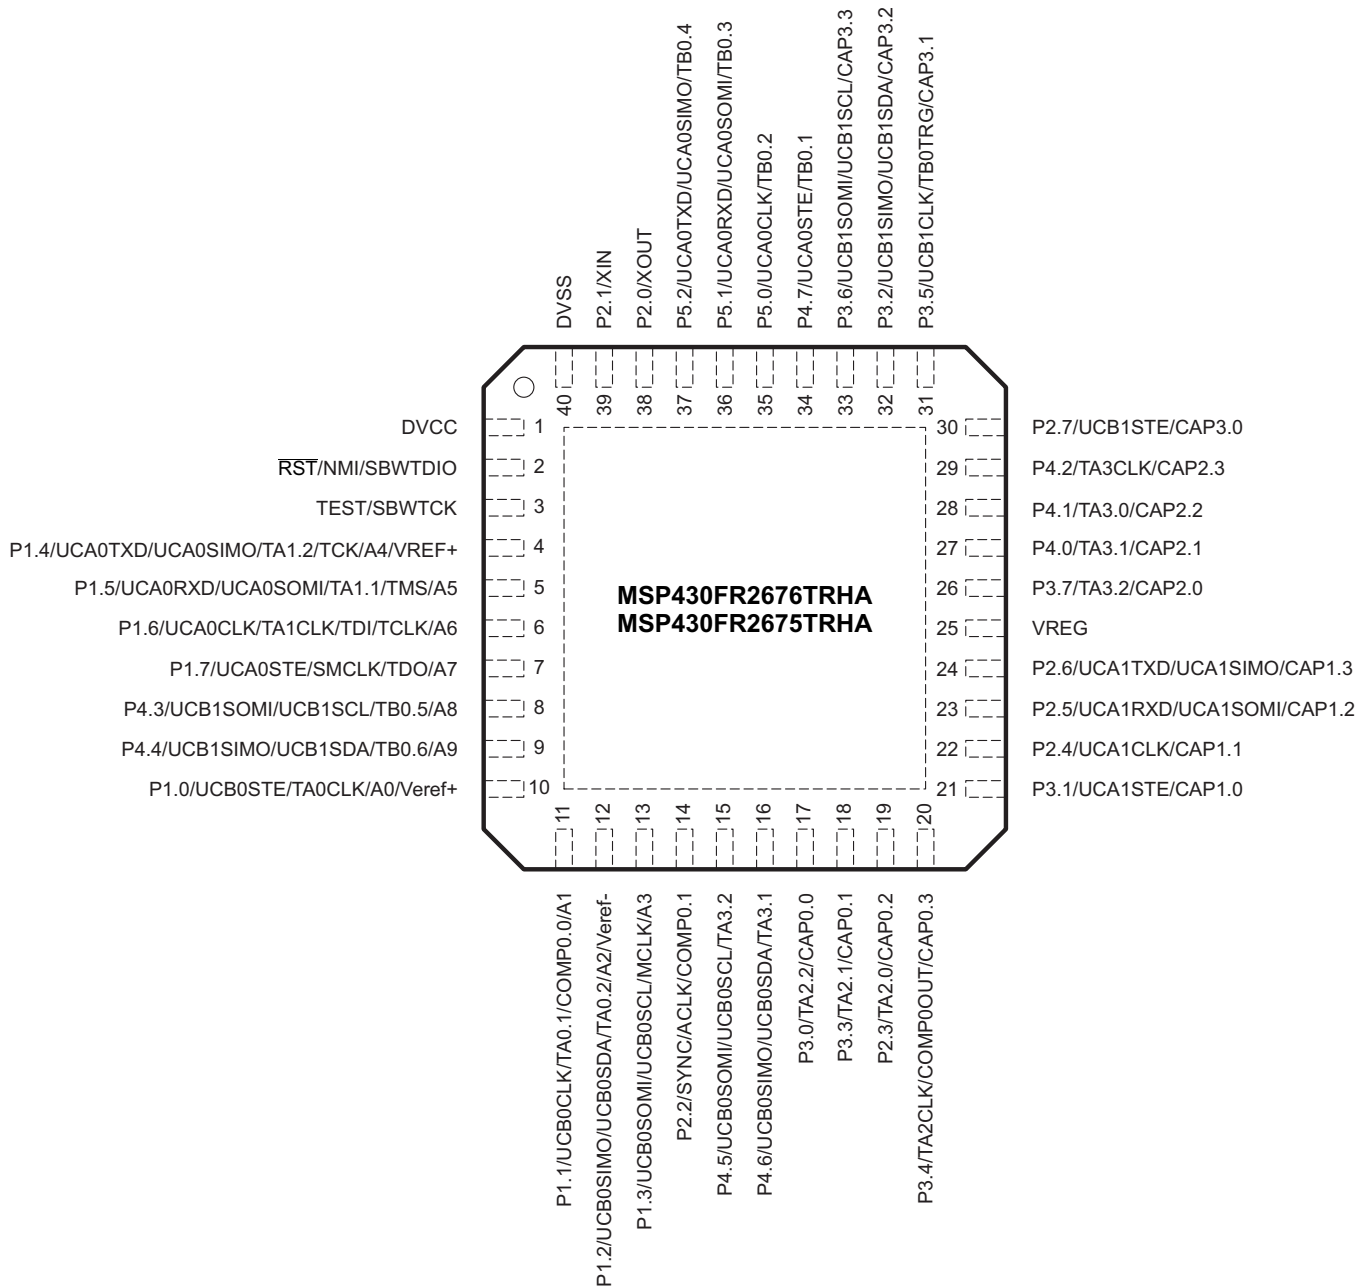 P5.2/UCA0TXD/UCA0SIMO/TB0.4
P5.1/UCA0RXD/UCA0SOMI/TB0.3
P3.6/UCB1SOMI/UCB1SCL/CAP3.3
P3.2/UCB1SIMO/UCB1SDA/CAP3.2
P3.5/UCB1CLK/TB0TRG/CAP3.1
P5.0/UCA0CLK/TB0.2
P4.7/UCA0STE/TB0.1
DVSS
P2.1/XIN
P2.0/XOUT
40
39
38
37
36
35
34
33
32
31
DVCC 1
RST/NMI/SBWTDIO 2
TEST/SBWTCK 3
P1.4/UCA0TXD/UCA0SIMO/TA1.2/TCK/A4/VREF+ 4
P1.5/UCA0RXD/UCA0SOMI/TA1.1/TMS/A5 5
P1.6/UCA0CLK/TA1CLK/TDI/TCLK/A6 6
P1.7/UCA0STE/SMCLK/TDO/A7 7
P4.3/UCB1SOMI/UCB1SCL/TB0.5/A8 8
P4.4/UCB1SIMO/UCB1SDA/TB0.6/A9 9
P1.0/UCB0STE/TA0CLK/A0/Veref+ 10
MSP430FR2676TRHA
MSP430FR2675TRHA
30 P2.7/UCB1STE/CAP3.0
29 P4.2/TA3CLK/CAP2.3
28 P4.1/TA3.0/CAP2.2
27 P4.0/TA3.1/CAP2.1
26 P3.7/TA3.2/CAP2.0
25 VREG
24 P2.6/UCA1TXD/UCA1SIMO/CAP1.3
23 P2.5/UCA1RXD/UCA1SOMI/CAP1.2
22 P2.4/UCA1CLK/CAP1.1
21 P3.1/UCA1STE/CAP1.0
11
12
13
14
15
16
17
18
19
20
P1.1/UCB0CLK/TA0.1/COMP0.0/A1
P1.2/UCB0SIMO/UCB0SDA/TA0.2/A2/Veref-
P1.3/UCB0SOMI/UCB0SCL/MCLK/A3
P2.2/SYNC/ACLK/COMP0.1
P4.5/UCB0SOMI/UCB0SCL/TA3.2
P4.6/UCB0SIMO/UCB0SDA/TA3.1
P3.0/TA2.2/CAP0.0
P3.3/TA2.1/CAP0.1
P2.3/TA2.0/CAP0.2
P3.4/TA2CLK/COMP0OUT/CAP0.3